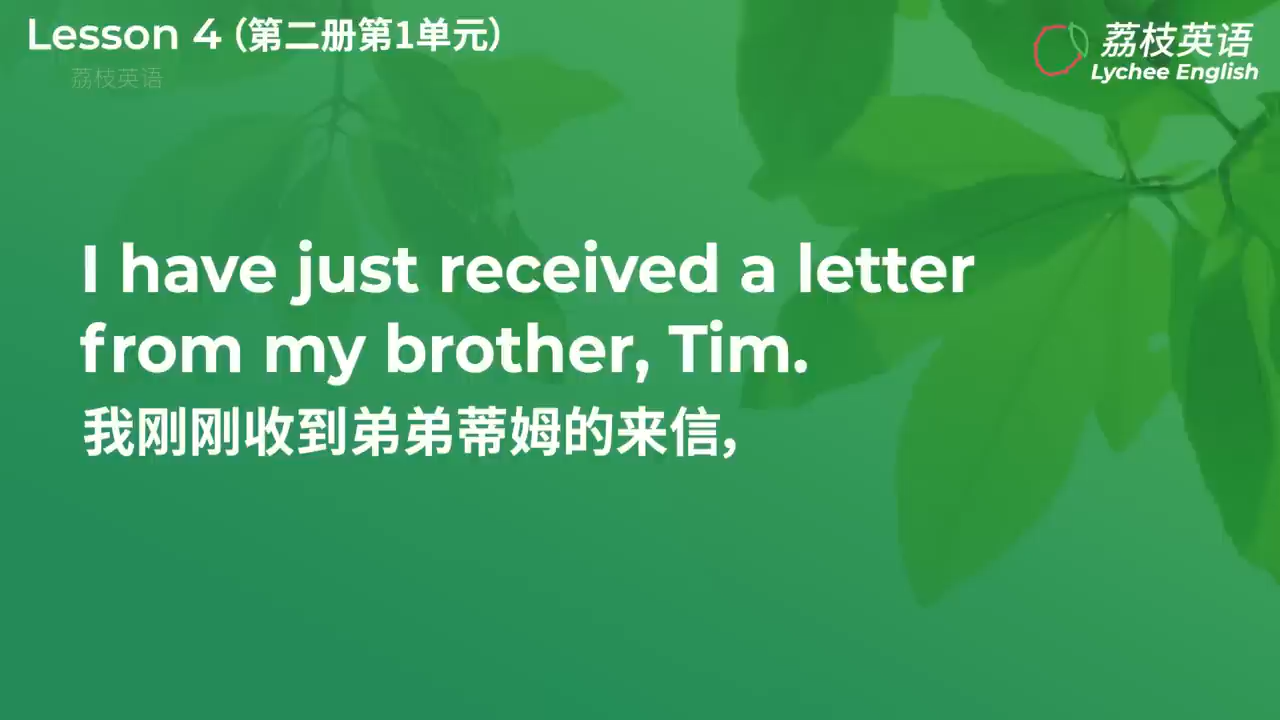 Lesson 4（第二册第1单元）
荔枝英语
荔枝英语
Lychee English
I have just received a letter
from my brother, Tim.
我刚刚收到弟弟蒂姆的来信,